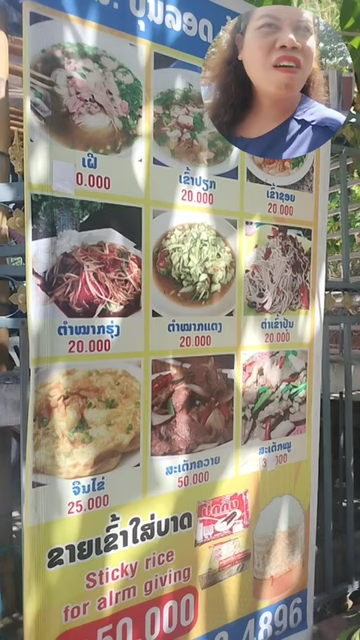 ບຸນລອດ
ເຝີ
0.000
ເຂົ້າປຽກ
20.000
ເຂົ້າຊອຍ
20.000
ຕຳໝາກຮຸ່ງ
20.000
ຕຳໝາກແຕງ
20.000
ຕຳເຂົ້າປຸ້ນ
20.000
ຈືນໄຂ່
25.000
ສະເຕັກຄວາຍ
50.000
ສະເຕັກໝູ
ຂາຍເຂົ້າໃສ່ບາດ
Sticky rice
for alrm giving
50.000
4896